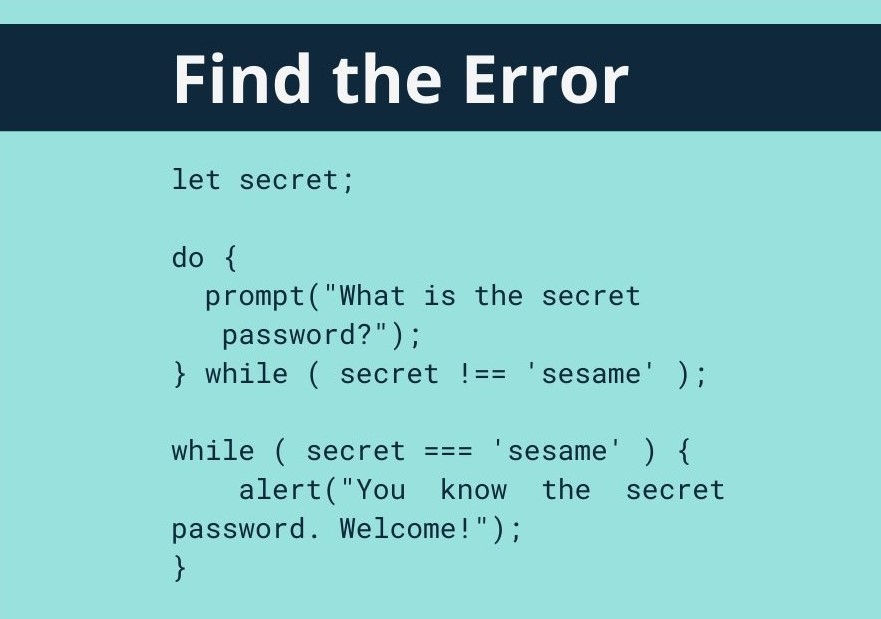 Find the Error
let secret;
do {
prompt("What is the secret
password?");
} while ( secret !== 'sesame' );
while ( secret === 'sesame' ) {
alert("You know the secret
password. Welcome!");
}